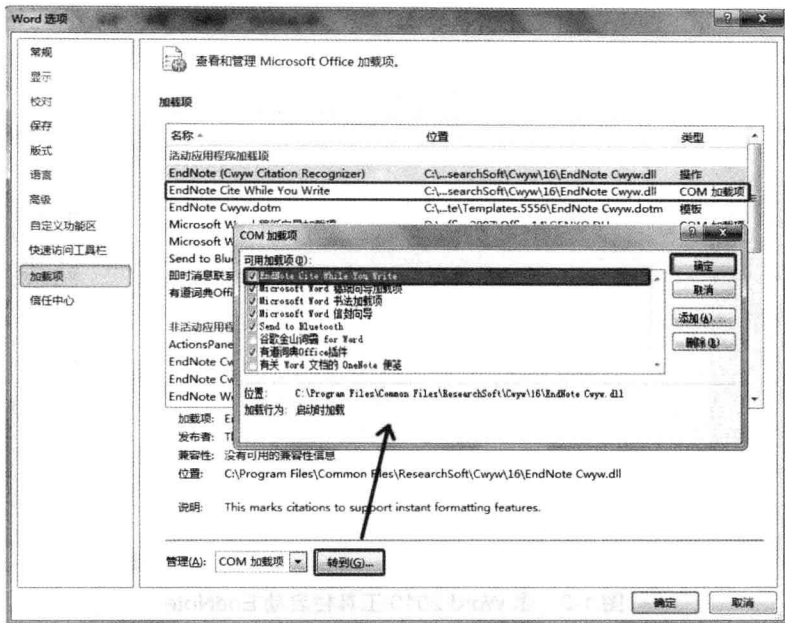 Word 选项
常规
显示
校对
保存
版式
语言
高级
自定义功能区
快速访问工具栏
加载项
信任中心
查看和管理 Microsoft Office 加载项。
加载项
名称 位置 类型
活动应用程序加载项
EndNote (Cwyw Citation Recognizer) C:\...searchSoft\Cwyw\16\EndNote Cwyw.dll 操作
EndNote Cite While You Write C:\...searchSoft\Cwyw\16\EndNote Cwyw.dll COM 加载项
EndNote Cwyw.dotm C:\...te\Templates.5556\EndNote Cwyw.dotm 模板
Microsoft W
Microsoft W
Send to Blu
即时消息联系
有道词典Offi
非活动应用程
ActionsPane
EndNote Cw
EndNote Cw
EndNote We
COM 加载项
可用加载项(D):
EndNote Cite While You Write
Microsoft Word 稿纸向导加载项
Microsoft Word 书法加载项
Microsoft Word 信封向导
Send to Bluetooth
谷歌金山词霸 for Word
有道词典Office插件
有关 Word 文档的 OneNote 便笺
确定
取消
添加(A)...
删除(R)
位置: C:\Program Files\Common Files\ResearchSoft\Cwyw\16\EndNote Cwyw.dll
加载行为: 启动时加载
加载项: E
发布者: T
兼容性: 没有可用的兼容性信息
位置: C:\Program Files\Common Files\ResearchSoft\Cwyw\16\EndNote Cwyw.dll
说明: This marks citations to support instant formatting features.
管理(A): COM 加载项 转到(G)...
确定 取消